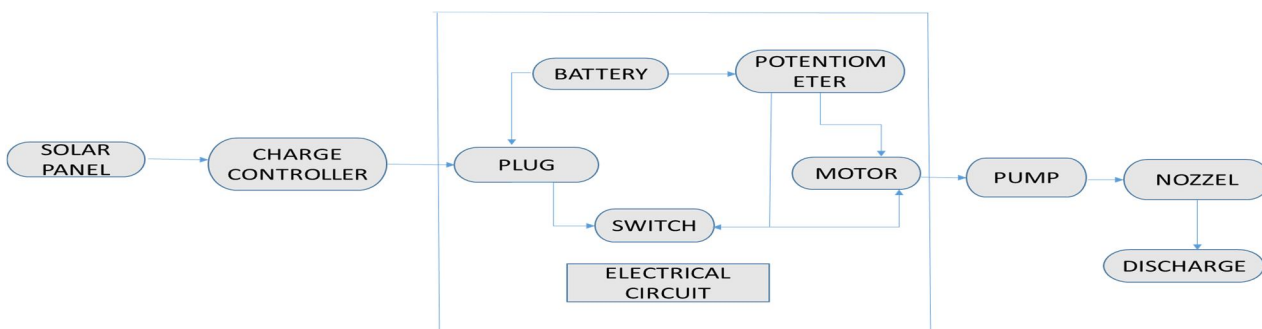 SOLAR
PANEL
CHARGE
CONTROLLER
BATTERY
POTENTIOM
ETER
PLUG
MOTOR
SWITCH
ELECTRICAL
CIRCUIT
PUMP
NOZZEL
DISCHARGE